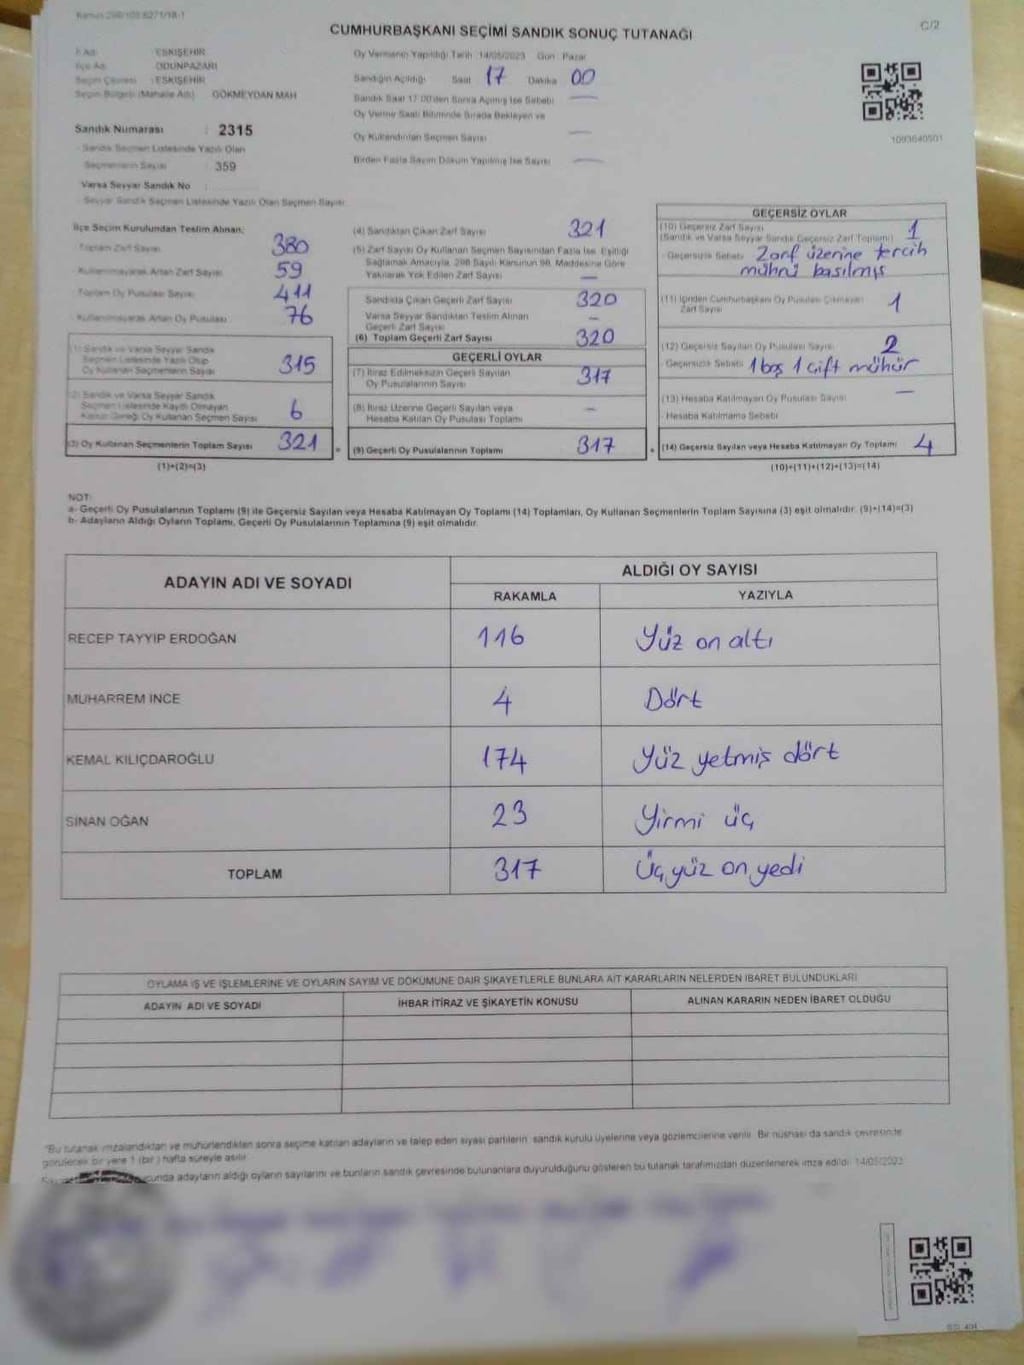 CUMHURBAŞKANI SEÇİMİ SANDIK SONUÇ TUTANAĞI
C/2
ESKİŞEHİR
ODUNPAZARI
Seçim Çevresi : ESKİŞEHİR
Seçim Bölgesi (Mahalle Adı) GÖKMEYDAN MAH
Sandık Numarası : 2315
Sandık Seçmen Listesinde Yazılı Olan
Seçmenlerin Sayısı : 359
Varsa Seyyar Sandık No :
Seyyar Sandık Seçmen Listesinde Yazılı Olan Seçmen Sayısı:
Oy Vermenin Yapıldığı Tarih 14/05/2023 Gün Pazar
Sandığın Açıldığı Saat 17 Dakika 00
Sandık Saat 17.00'den Sonra Açılmış İse Sebebi —
Oy Verme Saati Bitiminde Sırada Bekleyen ve
Oy Kullandırılan Seçmen Sayısı —
Birden Fazla Sayım Döküm Yapılmış İse Sayısı —
1093640501
İlçe Seçim Kurulundan Teslim Alınan:
Toplam Zarf Sayısı 380
Kullanılmayarak Artan Zarf Sayısı 59
Toplam Oy Pusulası Sayısı 411
Kullanılmayarak Artan Oy Pusulası 76
(1) Sandık ve Varsa Seyyar Sandık
Seçmen Listesinde Yazılı Olup
Oy Kullanan Seçmenlerin Sayısı 315
(2) Sandık ve Varsa Seyyar Sandık
Seçmen Listesinde Kayıtlı Olmayan
Kanun Gereği Oy Kullanan Seçmen Sayısı 6
(3) Oy Kullanan Seçmenlerin Toplam Sayısı 321
(1)+(2)=(3)
(4) Sandıktan Çıkan Zarf Sayısı 321
(5) Zarf Sayısı Oy Kullanan Seçmen Sayısından Fazla İse, Eşitliği
Sağlamak Amacıyla, 298 Sayılı Kanunun 98. Maddesine Göre
Yakılarak Yok Edilen Zarf Sayısı —
Sandıkda Çıkan Geçerli Zarf Sayısı 320
Varsa Seyyar Sandıktan Teslim Alınan
Geçerli Zarf Sayısı —
(6) Toplam Geçerli Zarf Sayısı 320
GEÇERLİ OYLAR
(7) İtiraz Edilmeksizin Geçerli Sayılan
Oy Pusulalarının Sayısı 317
(8) İtiraz Üzerine Geçerli Sayılan veya
Hesaba Katılan Oy Pusulası Toplamı —
= (9) Geçerli Oy Pusulalarının Toplamı 317 +
GEÇERSİZ OYLAR
(10) Geçersiz Zarf Sayısı 1
(Sandık ve Varsa Seyyar Sandık Geçersiz Zarf Toplamı)
Geçersizlik Sebebi Zarf üzerine tercih
mührü basılmış
(11) İçinden Cumhurbaşkanı Oy Pusulası Çıkmayan
Zarf Sayısı 1
(12) Geçersiz Sayılan Oy Pusulası Sayısı 2
Geçersizlik Sebebi 1 boş 1 çift mühür
(13) Hesaba Katılmayan Oy Pusulası Sayısı —
Hesaba Katılmama Sebebi
(14) Geçersiz Sayılan veya Hesaba Katılmayan Oy Toplamı 4
(10)+(11)+(12)+(13)=(14)
NOT:
a- Geçerli Oy Pusulalarının Toplamı (9) ile Geçersiz Sayılan veya Hesaba Katılmayan Oy Toplamı (14) Toplamları, Oy Kullanan Seçmenlerin Toplam Sayısına (3) eşit olmalıdır. (9)+(14)=(3)
b- Adayların Aldığı Oyların Toplamı, Geçerli Oy Pusulalarının Toplamına (9) eşit olmalıdır.
ADAYIN ADI VE SOYADI
ALDIĞI OY SAYISI
RAKAMLA YAZIYLA
RECEP TAYYİP ERDOĞAN 116 Yüz on altı
MUHARREM İNCE 4 Dört
KEMAL KILIÇDAROĞLU 174 Yüz yetmiş dört
SİNAN OĞAN 23 Yirmi üç
TOPLAM 317 Üç yüz on yedi
OYLAMA İŞ VE İŞLEMLERİNE VE OYLARIN SAYIM VE DÖKÜMÜNE DAİR ŞİKAYETLERLE BUNLARA AİT KARARLARIN NELERDEN İBARET BULUNDUKLARI
ADAYIN ADI VE SOYADI İHBAR İTİRAZ VE ŞİKAYETİN KONUSU ALINAN KARARIN NEDEN İBARET OLDUĞU
"Bu tutanak imzalandıktan ve mühürlendikten sonra seçime katılan adayların ve talep eden siyasi partilerin sandık kurulu üyelerine veya gözlemcilerine verilir. Bir nüshası da sandık çevresinde
görülecek bir yere 1 (bir) hafta süreyle asılır.
adayların aldığı oyların sayılarını ve bunların sandık çevresinde bulunanlara duyurulduğunu gösteren bu tutanak tarafımızdan düzenlenerek imza edildi. 14/05/2023